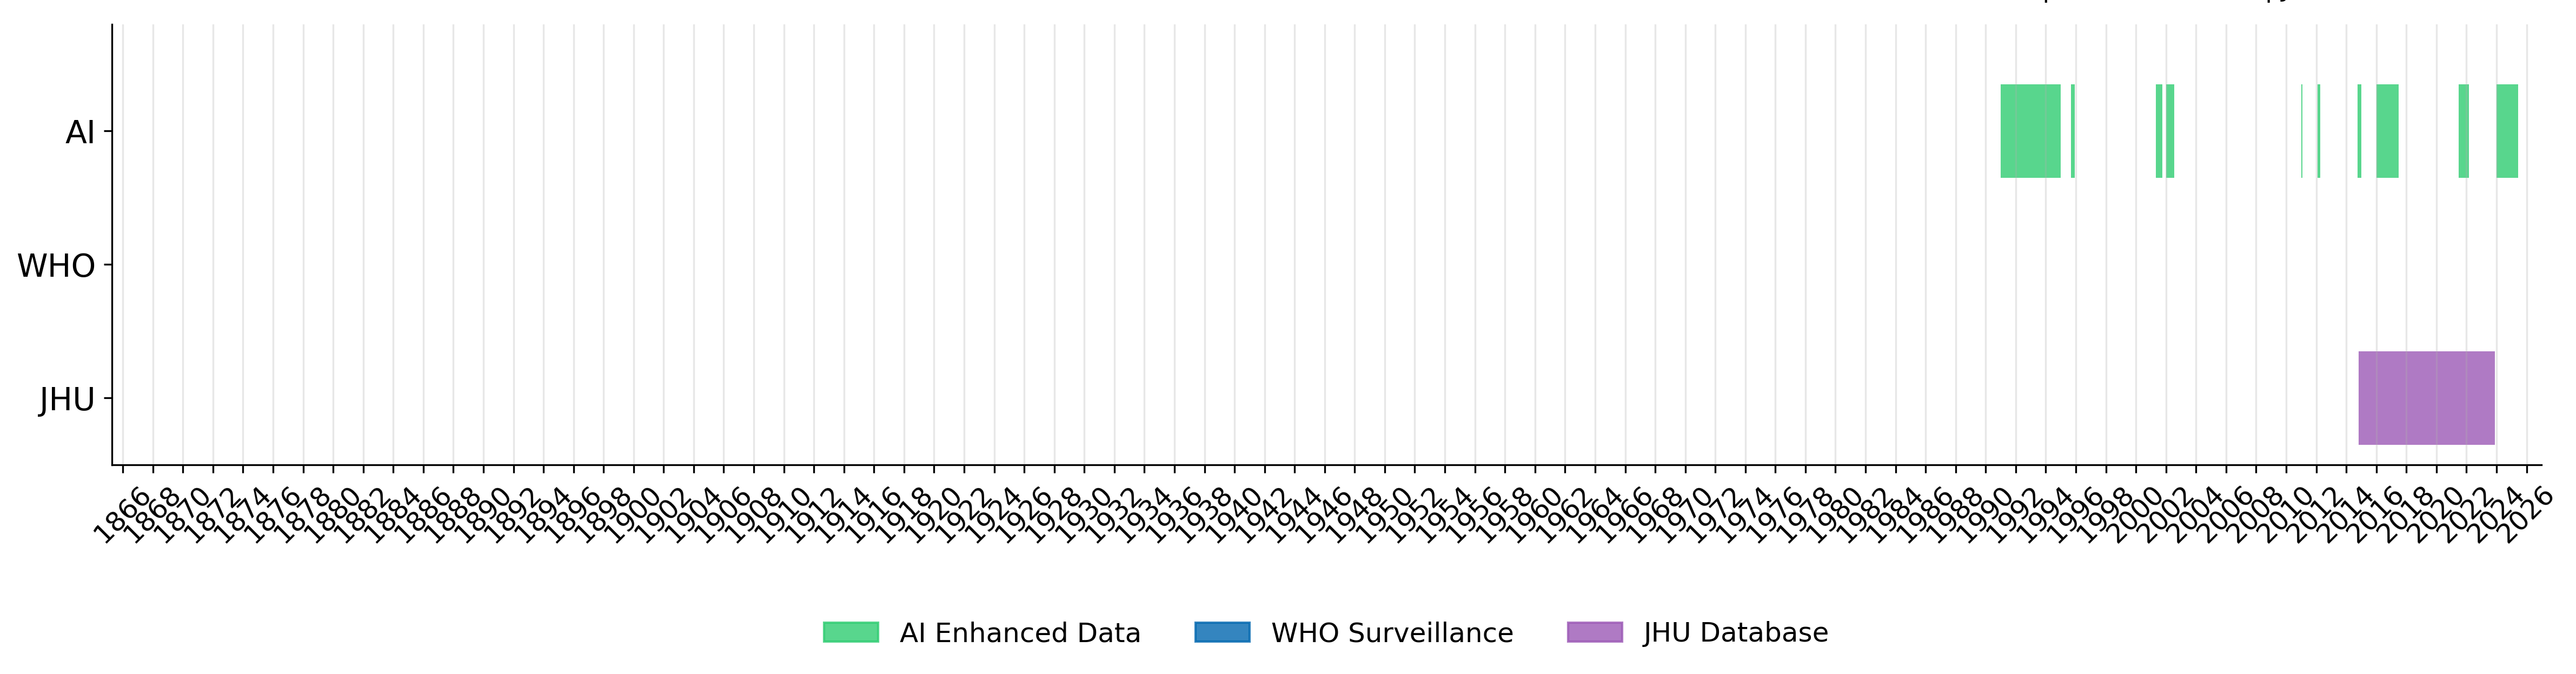 AI
WHO
JHU
1866 1868 1870 1872 1874 1876 1878 1880 1882 1884 1886 1888 1890 1892 1894 1896 1898 1900 1902 1904 1906 1908 1910 1912 1914 1916 1918 1920 1922 1924 1926 1928 1930 1932 1934 1936 1938 1940 1942 1944 1946 1948 1950 1952 1954 1956 1958 1960 1962 1964 1966 1968 1970 1972 1974 1976 1978 1980 1982 1984 1986 1988 1990 1992 1994 1996 1998 2000 2002 2004 2006 2008 2010 2012 2014 2016 2018 2020 2022 2024 2026
AI Enhanced Data WHO Surveillance JHU Database